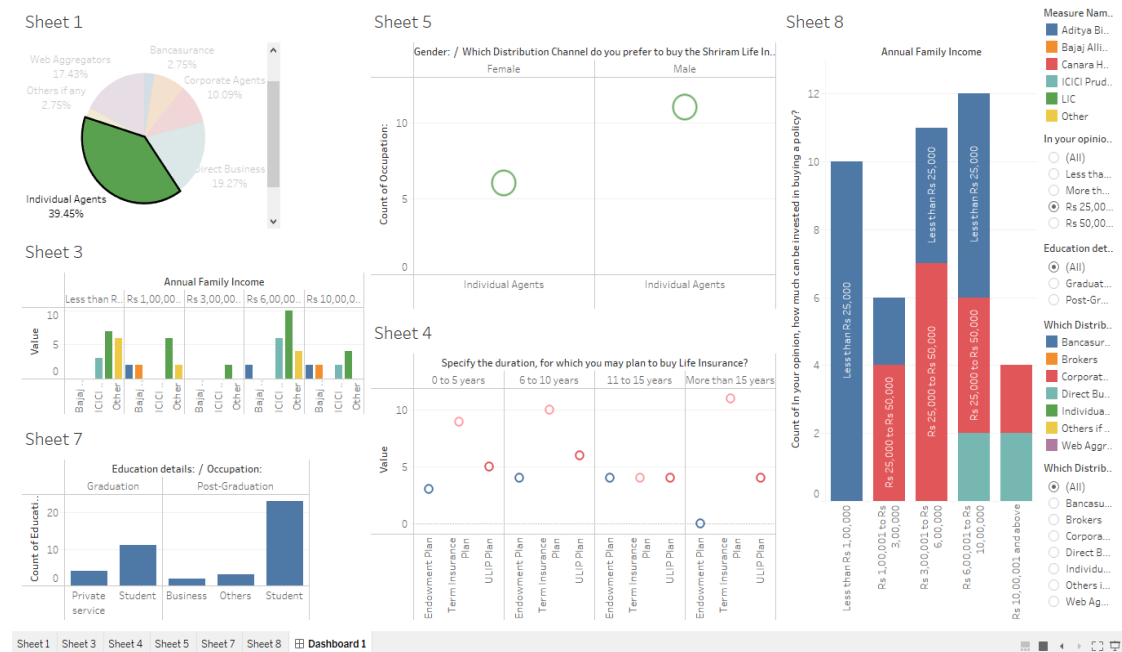 Sheet 1
Web Aggregators
17.43%
Bancasurance
2.75%
Corporate Agents
10.09%
Others if any
2.75%
Direct Business
19.27%
Individual Agents
39.45%
Sheet 3
Annual Family Income
Less than R..
Rs 1,00,00..
Rs 3,00,00..
Rs 6,00,00..
Rs 10,00,0..
Value
10
5
0
Bajaj ..
ICICI ..
Other
Bajaj ..
ICICI ..
Other
Bajaj ..
ICICI ..
Other
Bajaj ..
ICICI ..
Other
Bajaj ..
ICICI ..
Other
Sheet 7
Education details: / Occupation:
Graduation
Post-Graduation
Count of Educati..
20
10
0
Private service
Student
Business
Others
Student
Sheet 5
Gender: / Which Distribution Channel do you prefer to buy the Shriram Life In..
Female
Male
Count of Occupation:
10
5
0
Individual Agents
Individual Agents
Sheet 4
Specify the duration, for which you may plan to buy Life Insurance?
0 to 5 years
6 to 10 years
11 to 15 years
More than 15 years
Value
10
5
0
Endowment Plan
Term Insurance Plan
ULIP Plan
Endowment Plan
Term Insurance Plan
ULIP Plan
Endowment Plan
Term Insurance Plan
ULIP Plan
Endowment Plan
Term Insurance Plan
ULIP Plan
Sheet 8
Annual Family Income
Count of In your opinion, how much can be invested in buying a policy?
12
10
8
6
4
2
0
Less than Rs 25,000
Rs 25,000 to Rs 50,000
Less than Rs 25,000
Rs 25,000 to Rs 50,000
Less than Rs 25,000
Rs 25,000 to Rs 50,000
Less than Rs 1,00,000
Rs 1,00,001 to Rs 3,00,000
Rs 3,00,001 to Rs 6,00,000
Rs 6,00,001 to Rs 10,00,000
Rs 10,00,001 and above
Measure Nam..
Aditya Bi..
Bajaj Alli..
Canara H..
ICICI Prud..
LIC
Other
In your opinio..
(All)
Less tha...
More th...
Rs 25,00...
Rs 50,00...
Education det..
(All)
Graduat...
Post-Gr...
Which Distrib..
Bancasur..
Brokers
Corporat..
Direct Bu..
Individua..
Others if ..
Web Aggr..
Which Distrib..
(All)
Bancasu...
Brokers
Corpora...
Direct B...
Individu...
Others i...
Web Ag...
Sheet 1
Sheet 3
Sheet 4
Sheet 5
Sheet 7
Sheet 8
Dashboard 1